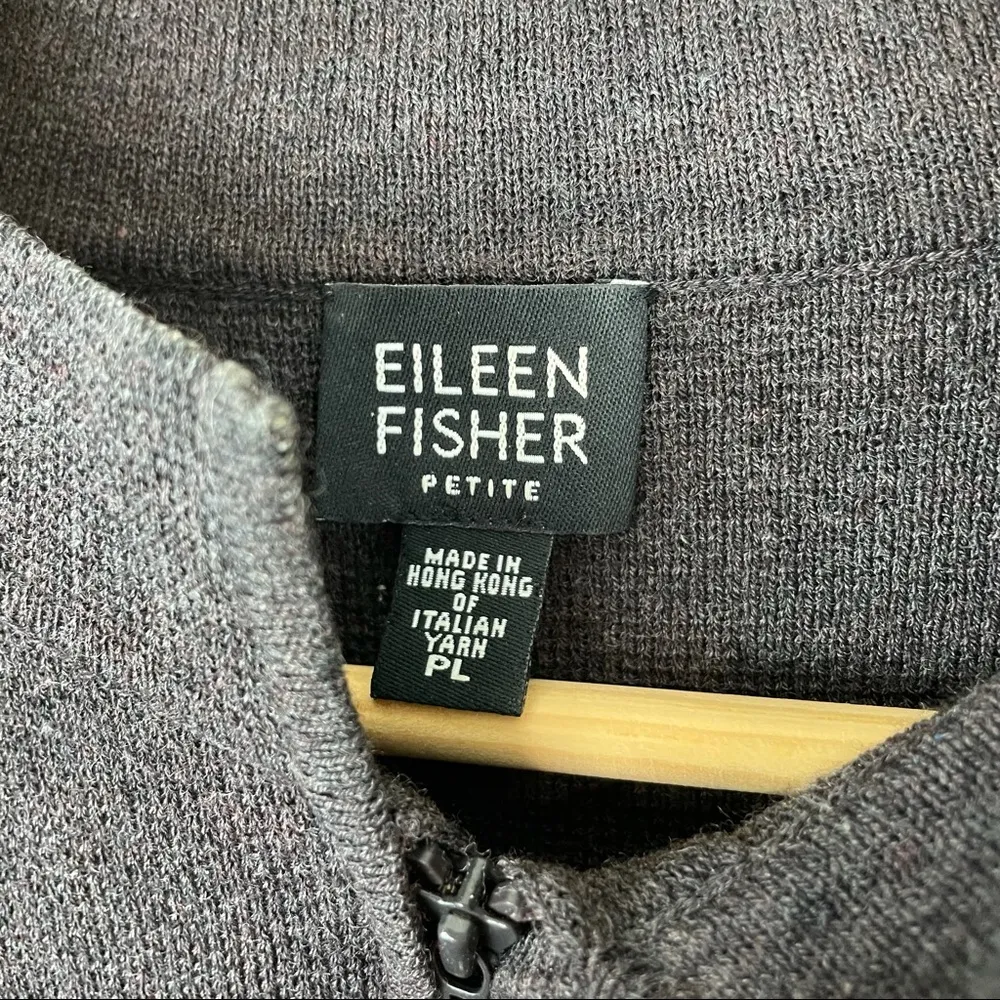 EILEEN
FISHER
PETITE
MADE IN
HONG KONG
OF
ITALIAN
YARN
PL